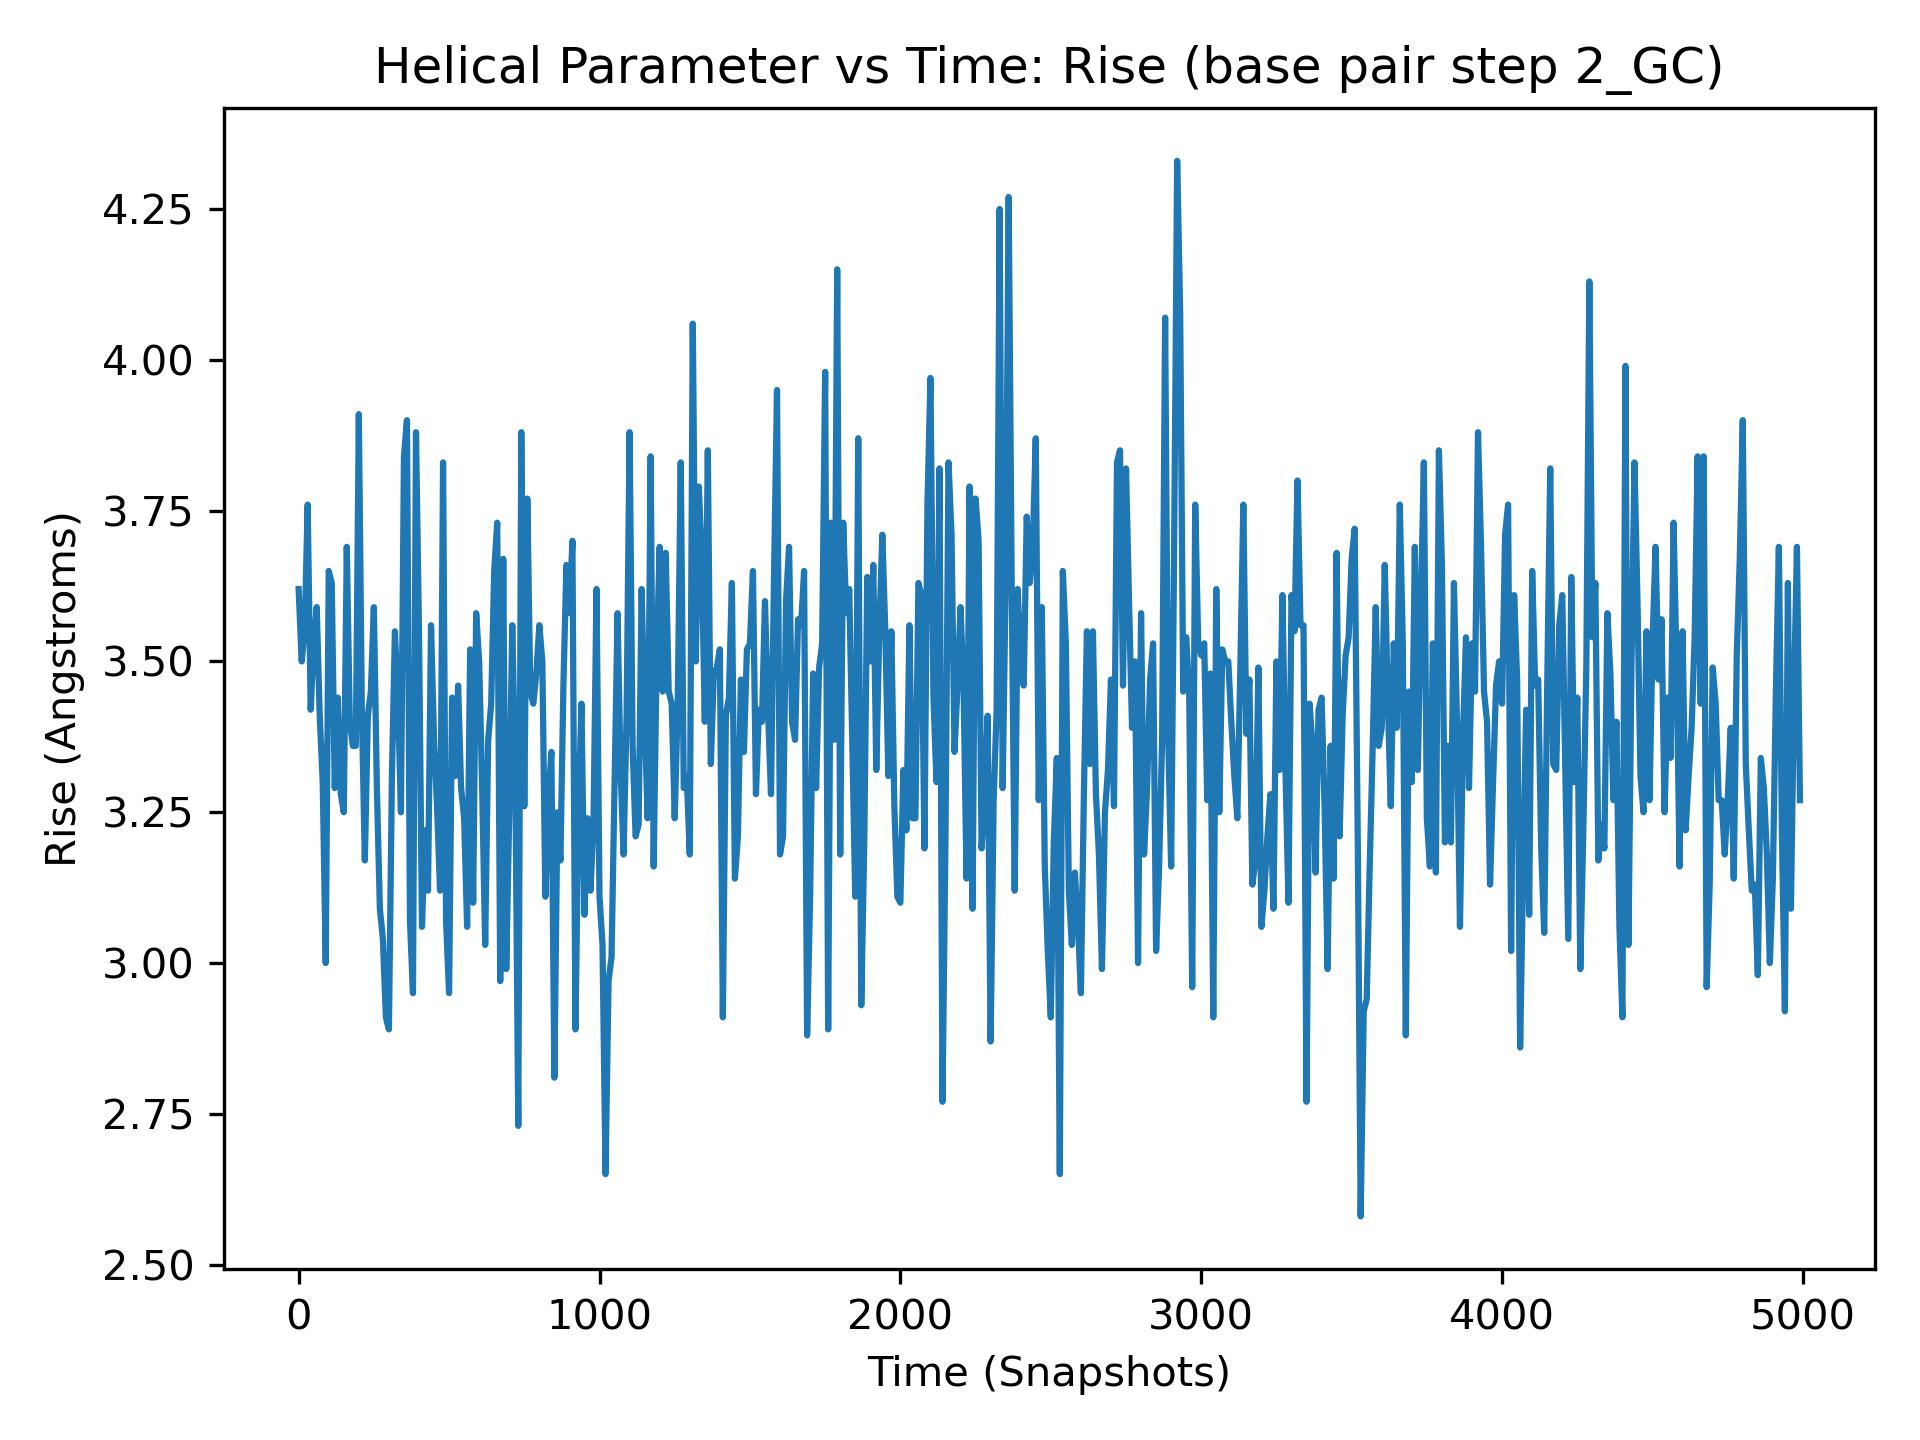 Helical Parameter vs Time: Rise (base pair step 2_GC)
Rise (Angstroms)
4.25
4.00
3.75
3.50
3.25
3.00
2.75
2.50
0 1000 2000 3000 4000 5000
Time (Snapshots)